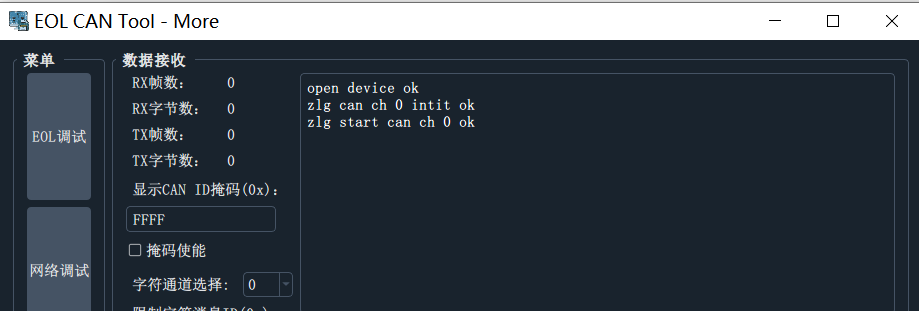 EOL CAN Tool - More
菜单
EOL调试
网络调试
数据接收
RX帧数: 0
RX字节数: 0
TX帧数: 0
TX字节数: 0
显示CAN ID掩码(0x):
FFFF
掩码使能
字符通道选择: 0
open device ok
zlg can ch 0 intit ok
zlg start can ch 0 ok